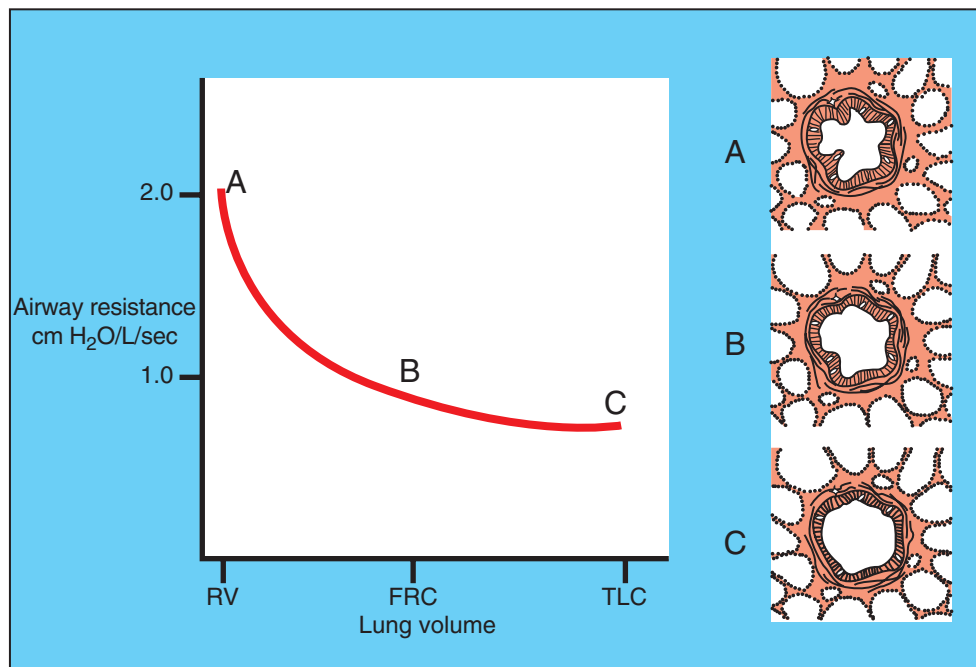 2.0
A
Airway resistance
cm H₂O/L/sec
B
1.0
C
RV
FRC
TLC
Lung volume
A
B
C